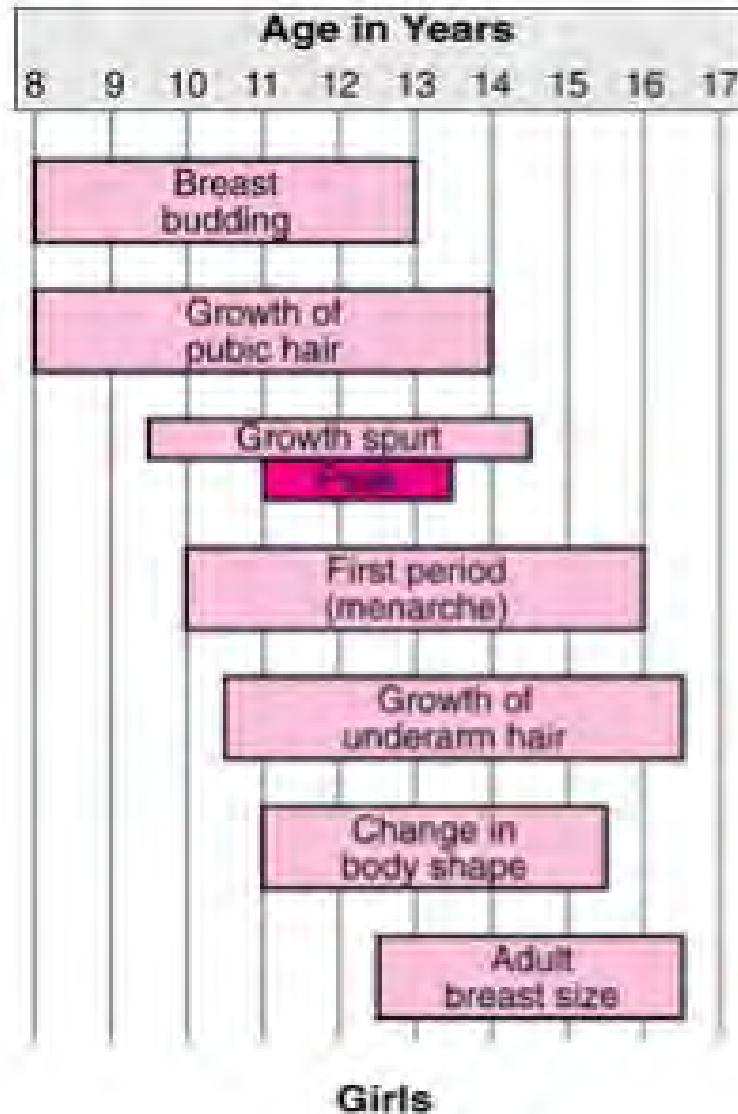 Age in Years
8 9 10 11 12 13 14 15 16 17
Breast
budding
Growth of
pubic hair
Growth spurt
Peak
First period
(menarche)
Growth of
underarm hair
Change in
body shape
Adult
breast size
Girls